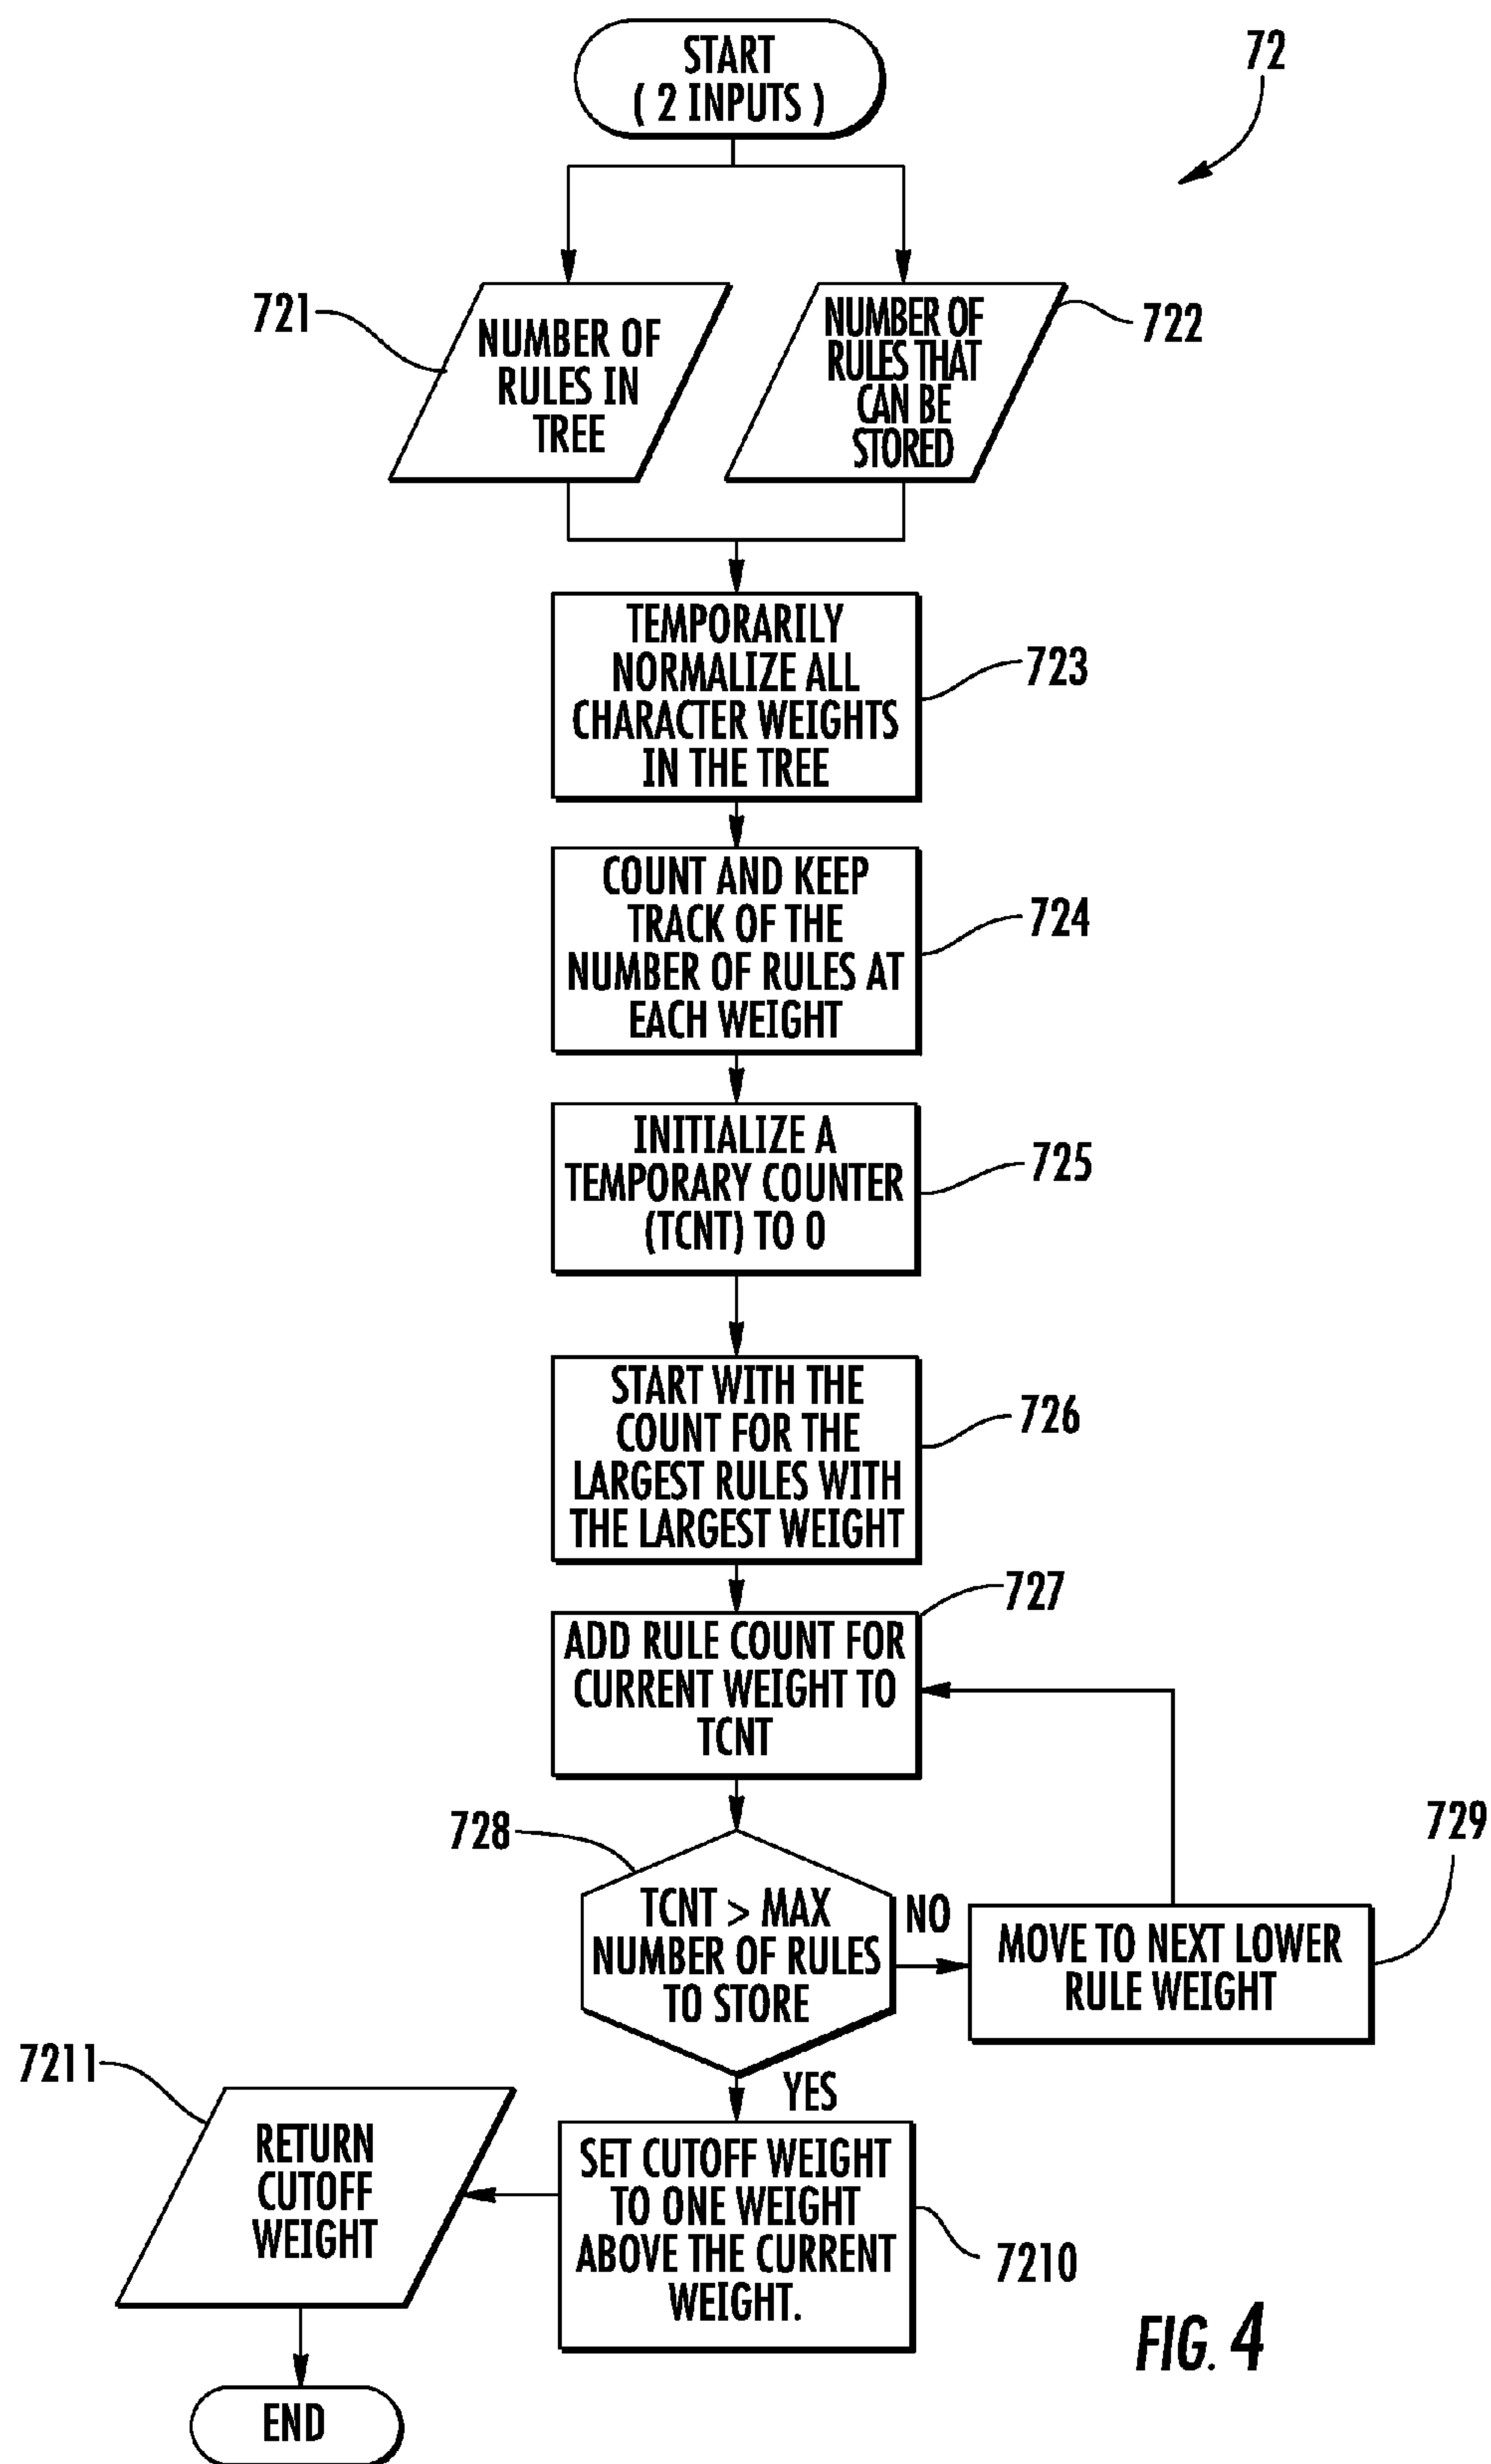 START
( 2 INPUTS )
72
721
NUMBER OF
RULES IN
TREE
NUMBER OF
RULES THAT
CAN BE
STORED
722
TEMPORARILY
NORMALIZE ALL
CHARACTER WEIGHTS
IN THE TREE
723
COUNT AND KEEP
TRACK OF THE
NUMBER OF RULES AT
EACH WEIGHT
724
INITIALIZE A
TEMPORARY COUNTER
(TCNT) TO 0
725
START WITH THE
COUNT FOR THE
LARGEST RULES WITH
THE LARGEST WEIGHT
726
727
ADD RULE COUNT FOR
CURRENT WEIGHT TO
TCNT
728
TCNT > MAX
NUMBER OF RULES
TO STORE
NO
729
MOVE TO NEXT LOWER
RULE WEIGHT
YES
7211
RETURN
CUTOFF
WEIGHT
SET CUTOFF WEIGHT
TO ONE WEIGHT
ABOVE THE CURRENT
WEIGHT.
7210
END
FIG. 4